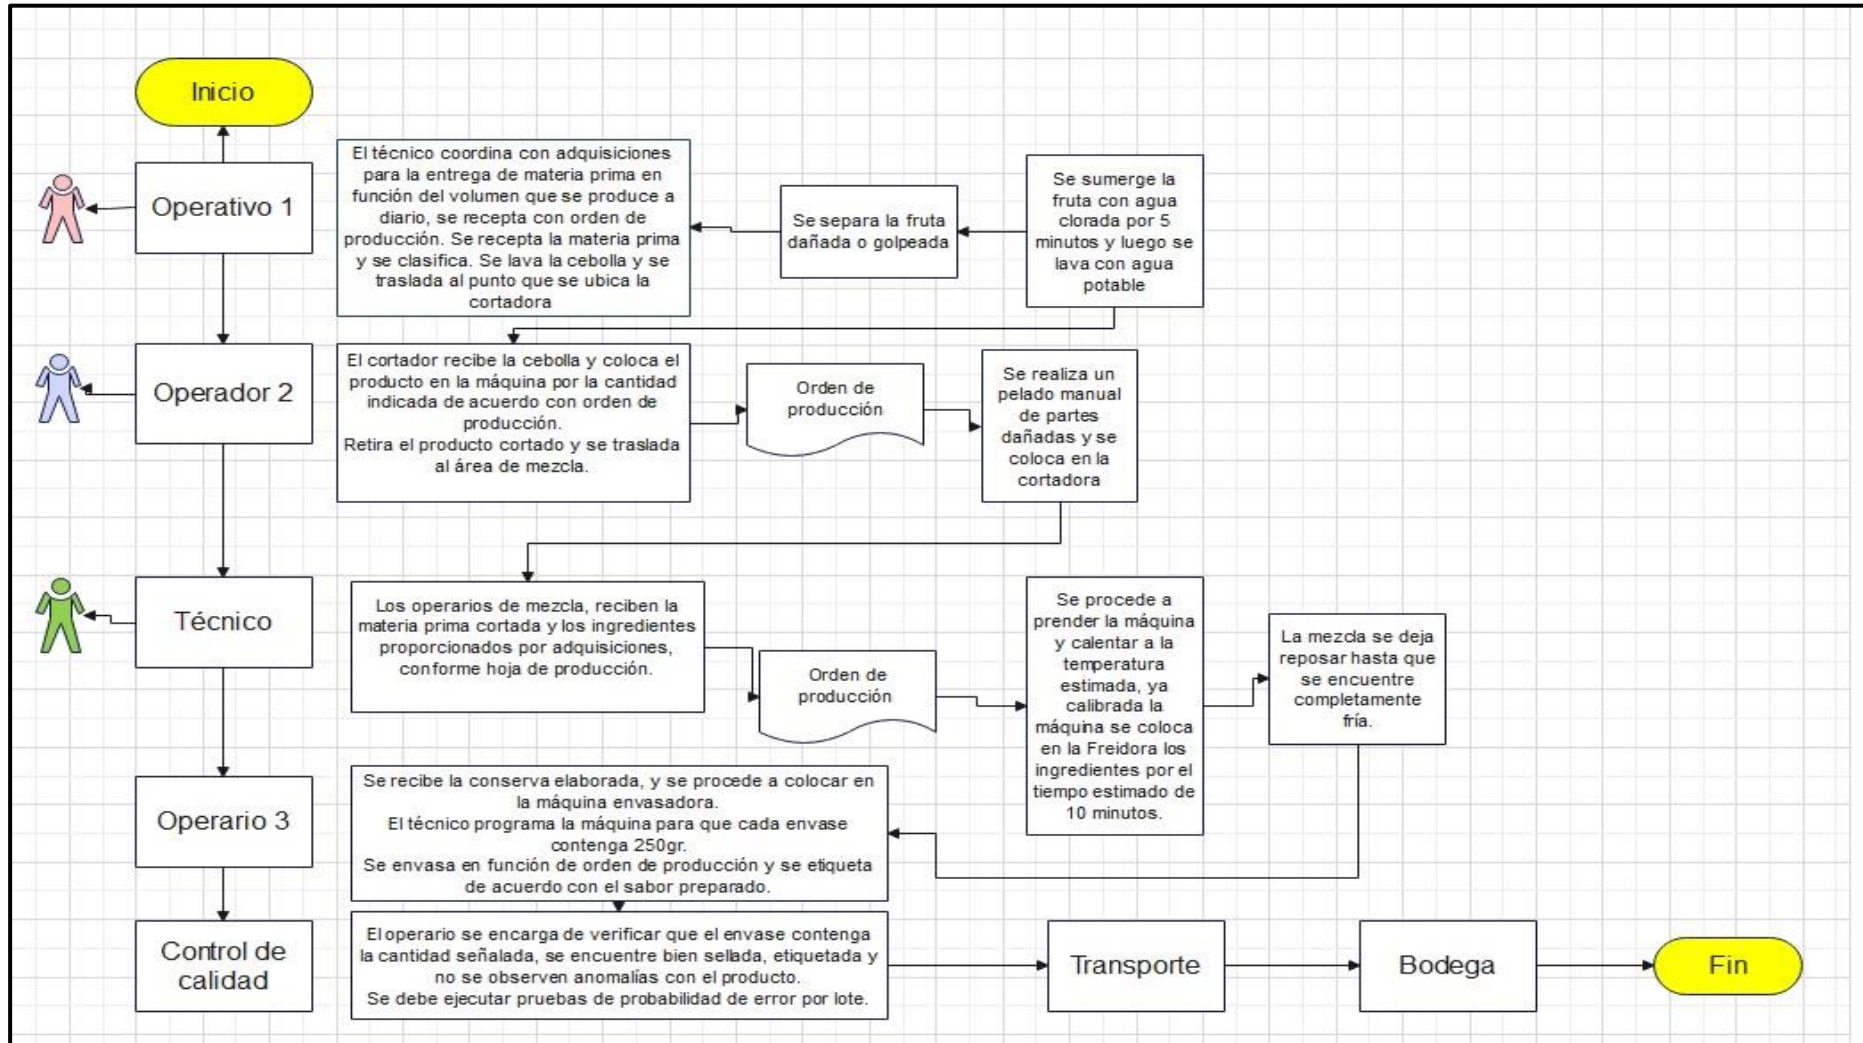 Inicio
Operativo 1
El técnico coordina con adquisiciones
para la entrega de materia prima en
función del volumen que se produce a
diario, se recepta con orden de
producción. Se recepta la materia prima
y se clasifica. Se lava la cebolla y se
traslada al punto que se ubica la
cortadora
Se separa la fruta
dañada o golpeada
Se sumerge la
fruta con agua
clorada por 5
minutos y luego se
lava con agua
potable
Operador 2
El cortador recibe la cebolla y coloca el
producto en la máquina por la cantidad
indicada de acuerdo con orden de
producción.
Retira el producto cortado y se traslada
al área de mezcla.
Orden de
producción
Se realiza un
pelado manual
de partes
dañadas y se
coloca en la
cortadora
Técnico
Los operarios de mezcla, reciben la
materia prima cortada y los ingredientes
proporcionados por adquisiciones,
conforme hoja de producción.
Orden de
producción
Se procede a
prender la máquina
y calentar a la
temperatura
estimada, ya
calibrada la
máquina se coloca
en la Freidora los
ingredientes por el
tiempo estimado de
10 minutos.
La mezcla se deja
reposar hasta que
se encuentre
completamente
fría.
Operario 3
Se recibe la conserva elaborada, y se procede a colocar en
la máquina envasadora.
El técnico programa la máquina para que cada envase
contenga 250gr.
Se envasa en función de orden de producción y se etiqueta
de acuerdo con el sabor preparado.
Control de
calidad
El operario se encarga de verificar que el envase contenga
la cantidad señalada, se encuentre bien sellada, etiquetada y
no se observen anomalías con el producto.
Se debe ejecutar pruebas de probabilidad de error por lote.
Transporte
Bodega
Fin